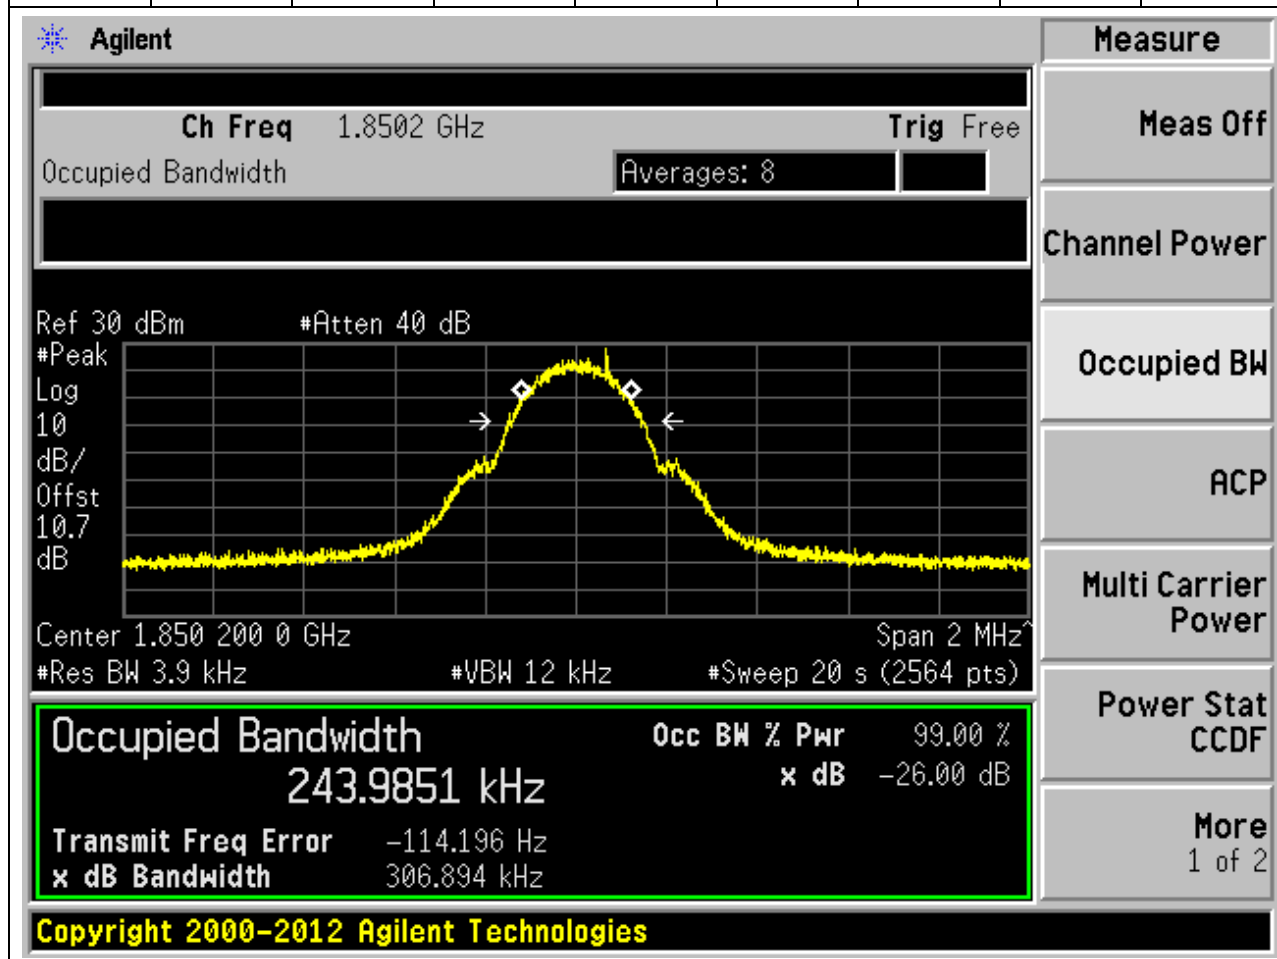 Agilent
Measure
Ch Freq 1.8502 GHz Trig Free
Meas Off
Occupied Bandwidth Averages: 8
Channel Power
Ref 30 dBm #Atten 40 dB
#Peak
Log
10
dB/
Offst
10.7
dB
Occupied BW
ACP
Center 1.850 200 0 GHz Span 2 MHz^
#Res BW 3.9 kHz #VBW 12 kHz #Sweep 20 s (2564 pts)
Multi Carrier
Power
Occupied Bandwidth Occ BW % Pwr 99.00 %
243.9851 kHz x dB -26.00 dB
Transmit Freq Error -114.196 Hz
x dB Bandwidth 306.894 kHz
Power Stat
CCDF
More
1 of 2
Copyright 2000-2012 Agilent Technologies